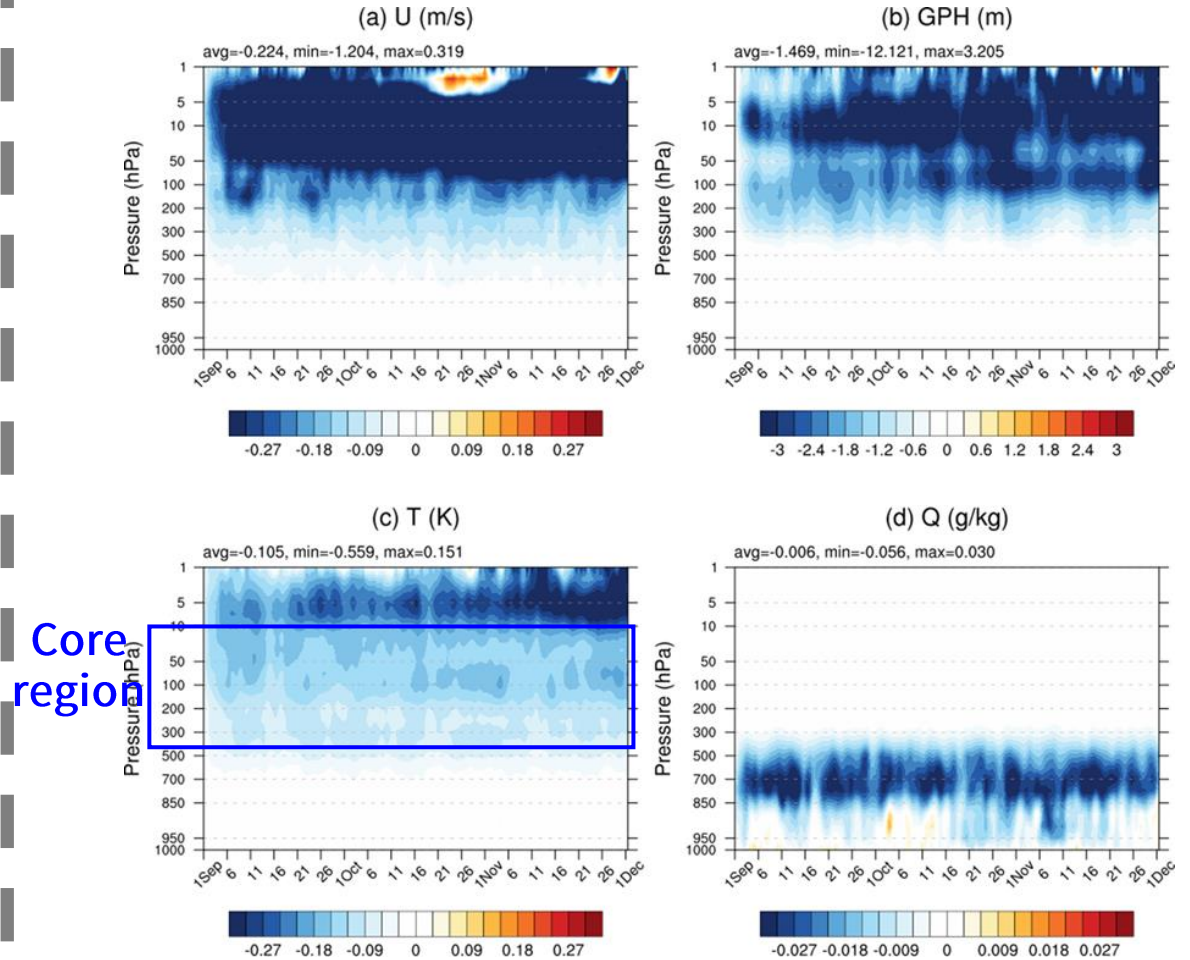 (a) U (m/s)
avg=-0.224, min=-1.204, max=0.319
Pressure (hPa)
1
5
10
50
100
200
300
500
700
850
950
1000
1Sep 6 11 16 21 26 1Oct 6 11 16 21 26 1Nov 6 11 16 21 26 1Dec
-0.27 -0.18 -0.09 0 0.09 0.18 0.27
(b) GPH (m)
avg=-1.469, min=-12.121, max=3.205
Pressure (hPa)
1
5
10
50
100
200
300
500
700
850
950
1000
1Sep 6 11 16 21 26 1Oct 6 11 16 21 26 1Nov 6 11 16 21 26 1Dec
-3 -2.4 -1.8 -1.2 -0.6 0 0.6 1.2 1.8 2.4 3
(c) T (K)
avg=-0.105, min=-0.559, max=0.151
Core
region
Pressure (hPa)
1
5
10
50
100
200
300
500
700
850
950
1000
1Sep 6 11 16 21 26 1Oct 6 11 16 21 26 1Nov 6 11 16 21 26 1Dec
-0.27 -0.18 -0.09 0 0.09 0.18 0.27
(d) Q (g/kg)
avg=-0.006, min=-0.056, max=0.030
Pressure (hPa)
1
5
10
50
100
200
300
500
700
850
950
1000
1Sep 6 11 16 21 26 1Oct 6 11 16 21 26 1Nov 6 11 16 21 26 1Dec
-0.027 -0.018 -0.009 0 0.009 0.018 0.027